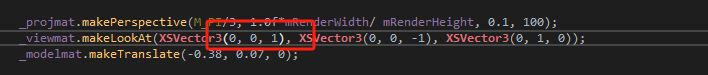 _projmat.makePerspective(M_PI/3, 1.0f*mRenderWidth/ mRenderHeight, 0.1, 100);
_viewmat.makeLookAt(XSVector3(0, 0, 1), XSVector3(0, 0, -1), XSVector3(0, 1, 0));
_modelmat.makeTranslate(-0.38, 0.07, 0);